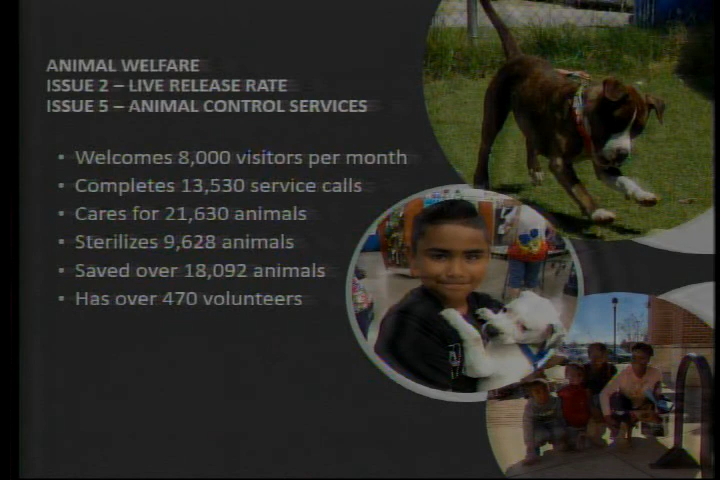 ANIMAL WELFARE
ISSUE 2 – LIVE RELEASE RATE
ISSUE 5 – ANIMAL CONTROL SERVICES
• Welcomes 8,000 visitors per month
• Completes 13,530 service calls
• Cares for 21,630 animals
• Sterilizes 9,628 animals
• Saved over 18,092 animals
• Has over 470 volunteers